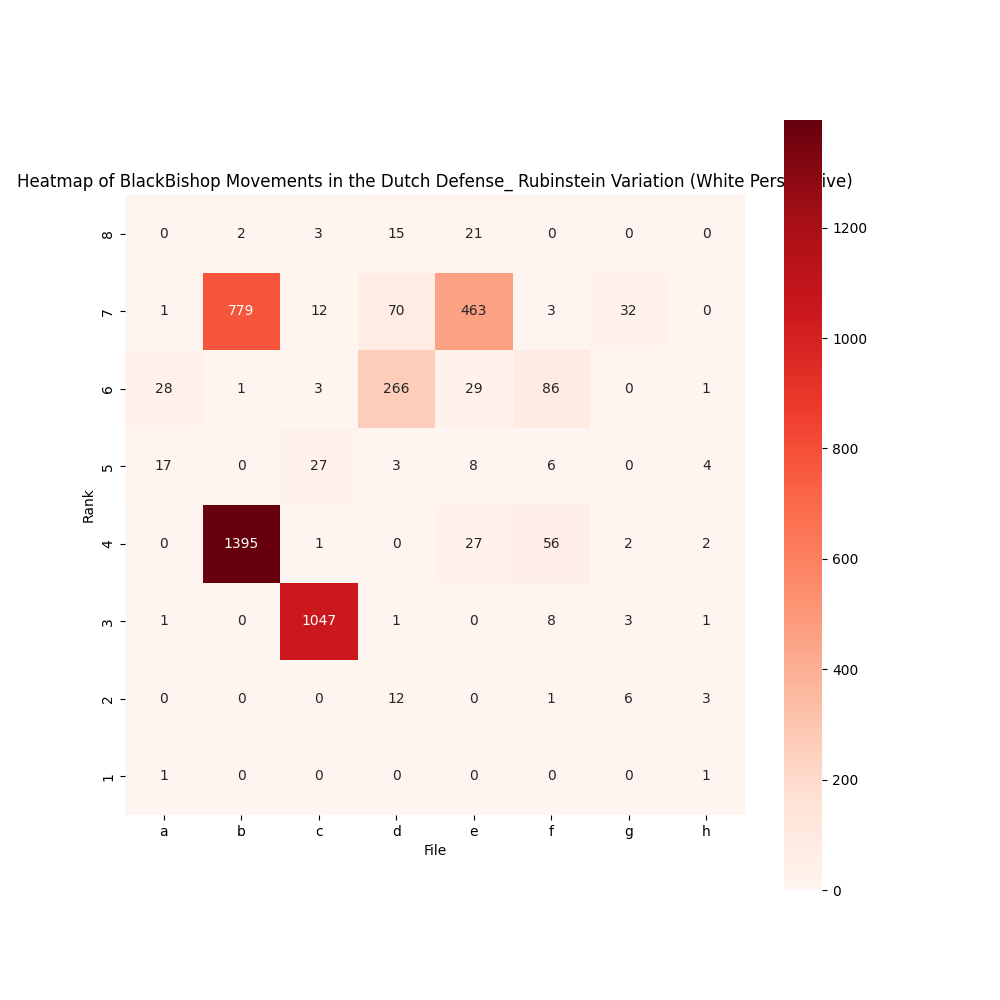 Heatmap of BlackBishop Movements in the Dutch Defense_ Rubinstein Variation (White Pers    ive)
8 0 2 3 15 21 0 0 0
7 1 779 12 70 463 3 32 0
6 28 1 3 266 29 86 0 1
5 17 0 27 3 8 6 0 4
4 0 1395 1 0 27 56 2 2
3 1 0 1047 1 0 8 3 1
2 0 0 0 12 0 1 6 3
1 1 0 0 0 0 0 0 1
a b c d e f g h
File
Rank
1200
1000
800
600
400
200
0